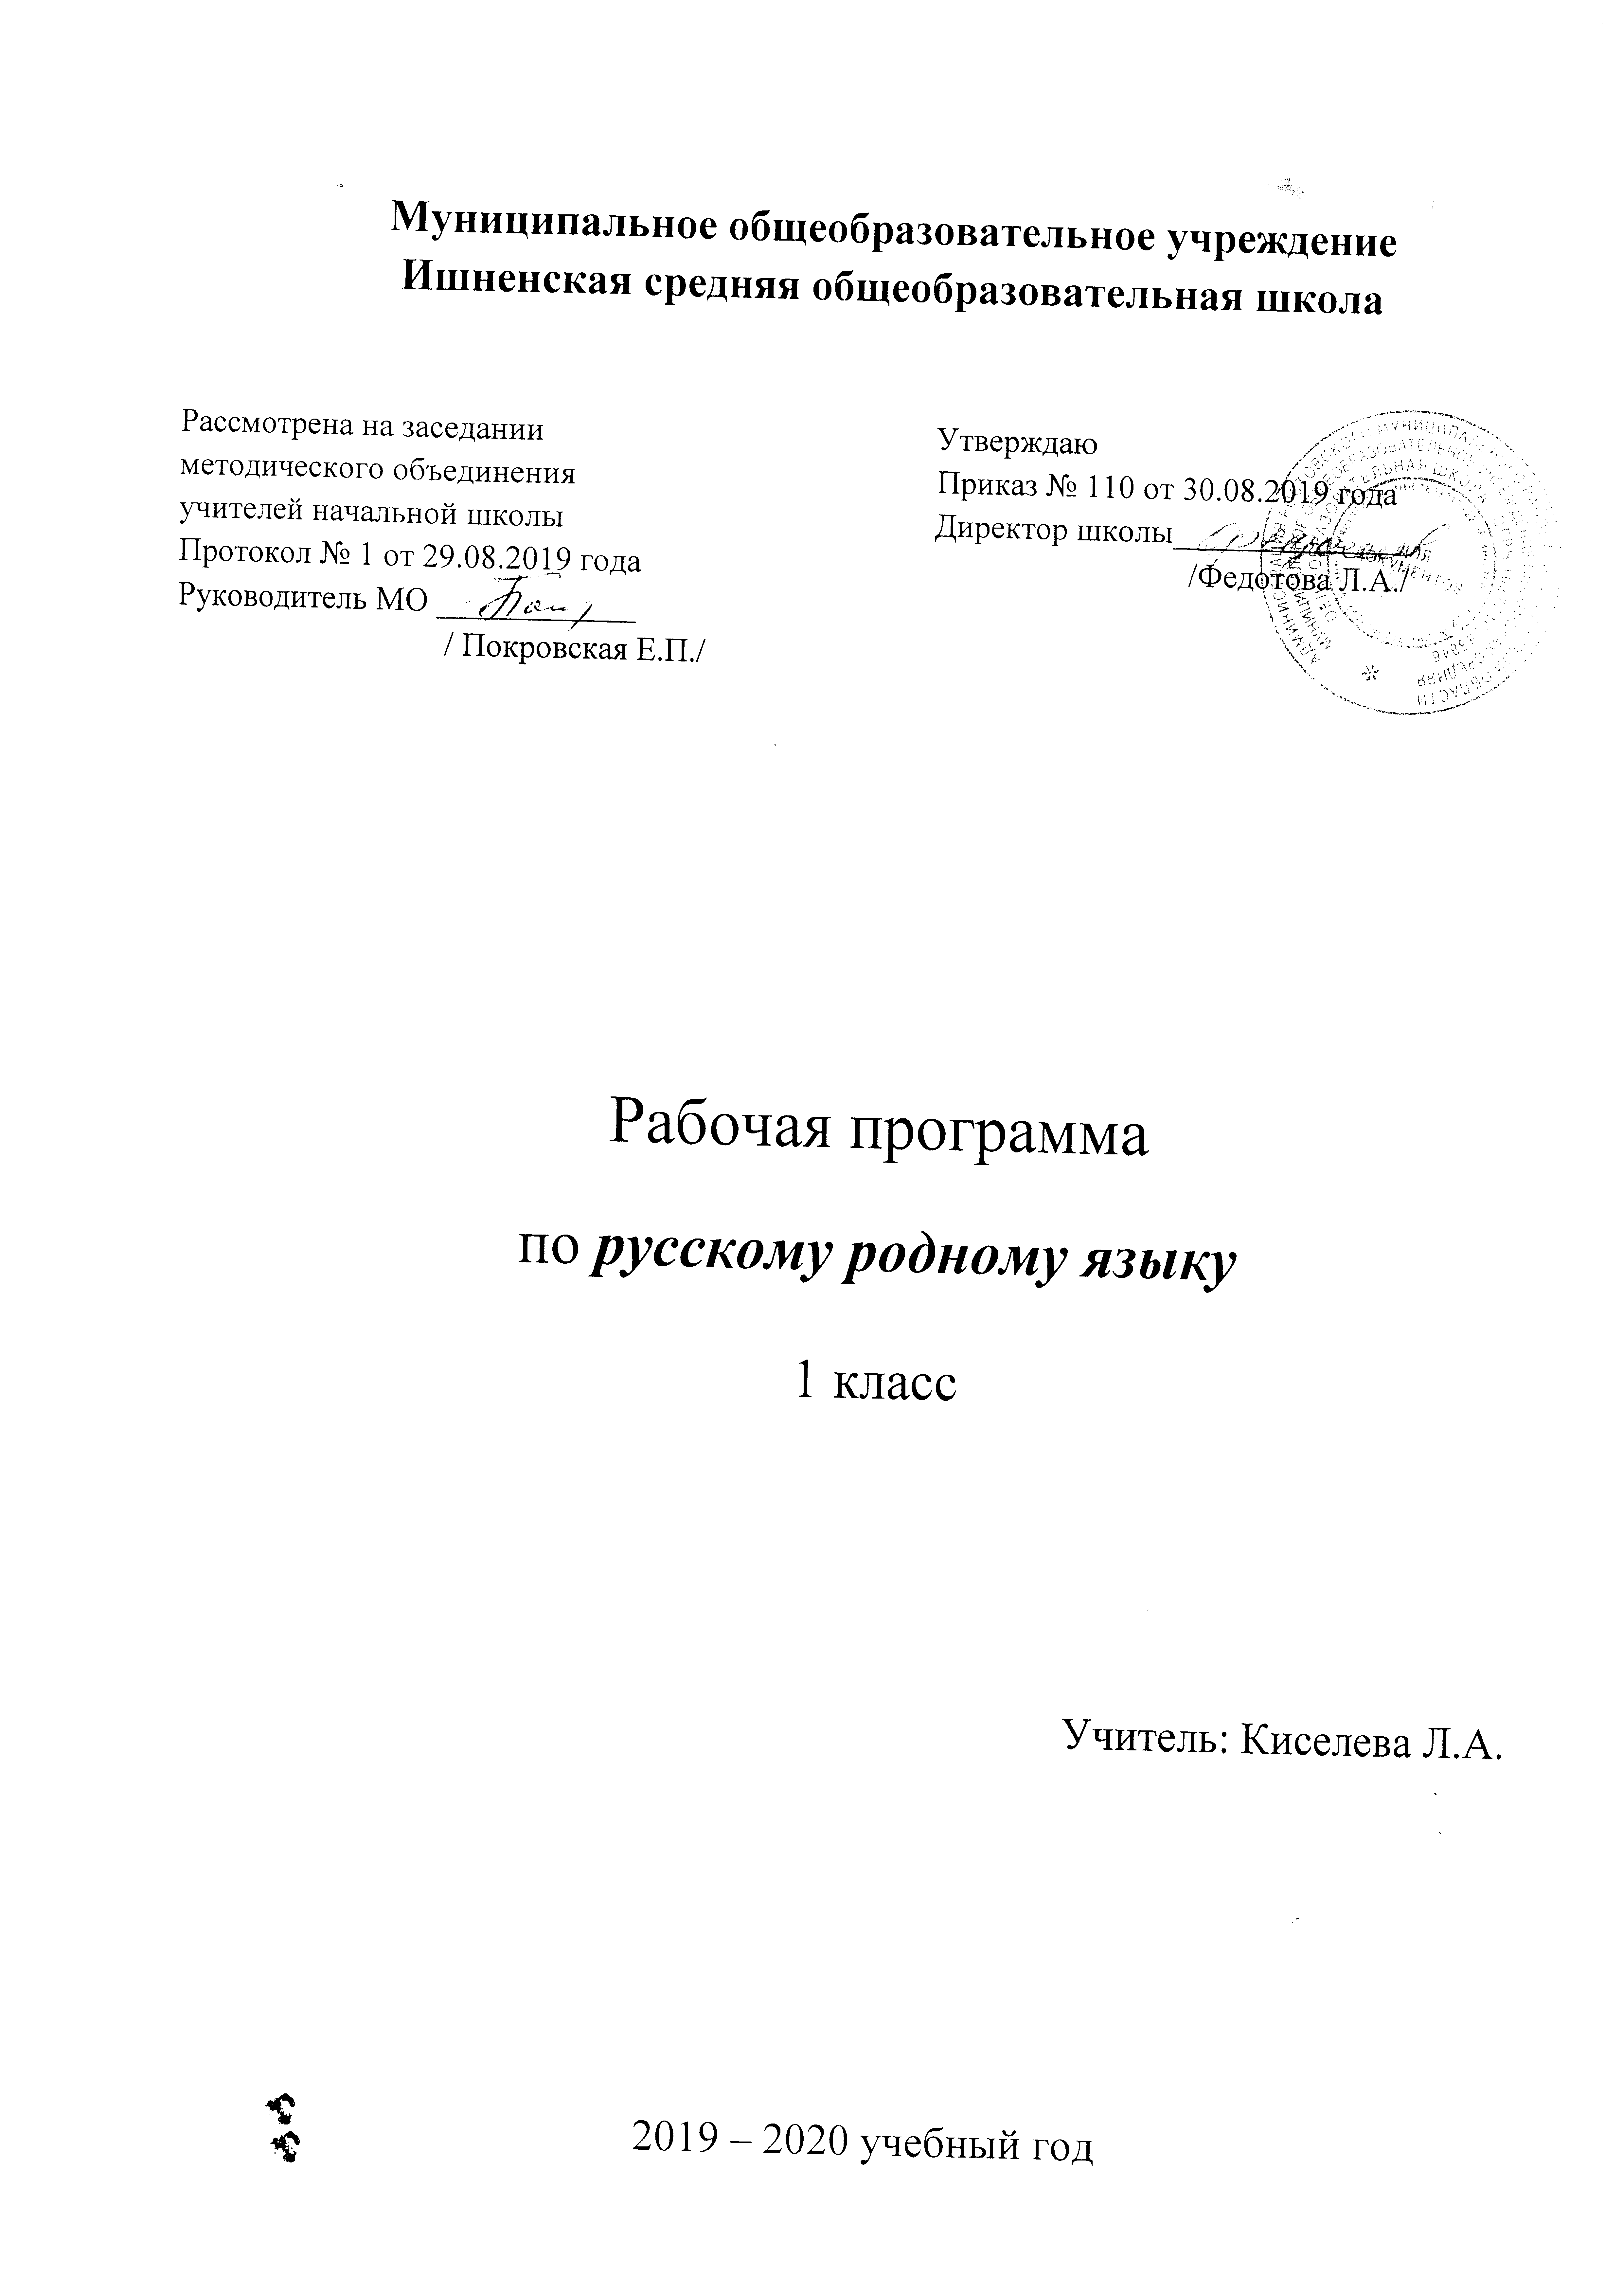 Муниципальное общеобразовательное учреждение
Ишненская средняя общеобразовательная школа
Рассмотрена на заседании
методического объединения
учителей начальной школы
Протокол № 1 от 29.08.2019 года
Руководитель МО
/ Покровская Е.П./
Утверждаю
Приказ № 110 от 30.08.2019 года
Директор школы
/Федотова Л.А./
Рабочая программа
по русскому родному языку
1 класс
Учитель: Киселева Л.А.
2019 – 2020 учебный год